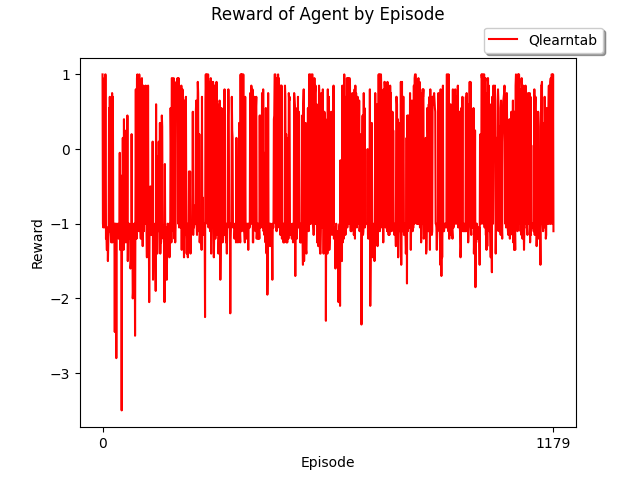 Reward of Agent by Episode
Qlearntab
1
0
−1
−2
−3
Reward
0
1179
Episode